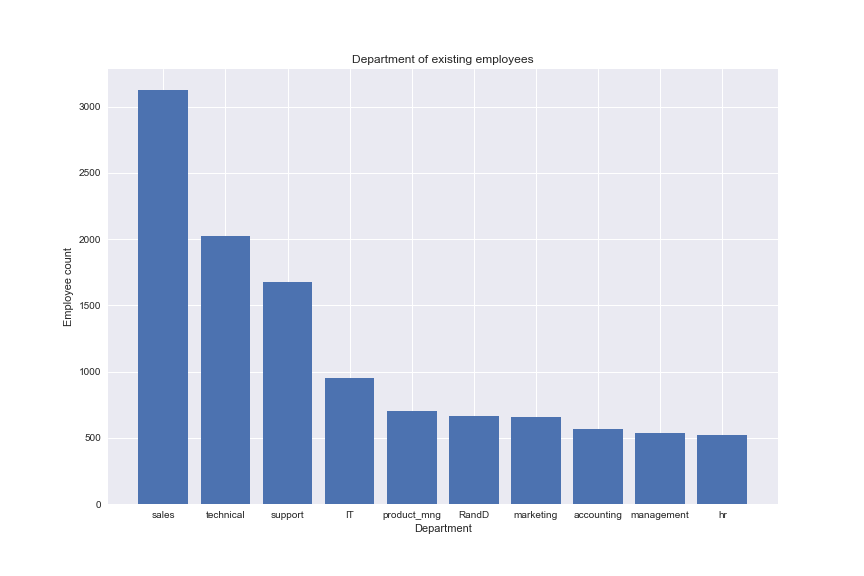 Department of existing employees
3000
2500
2000
1500
1000
500
0
Employee count
sales technical support IT product_mng RandD marketing accounting management hr
Department